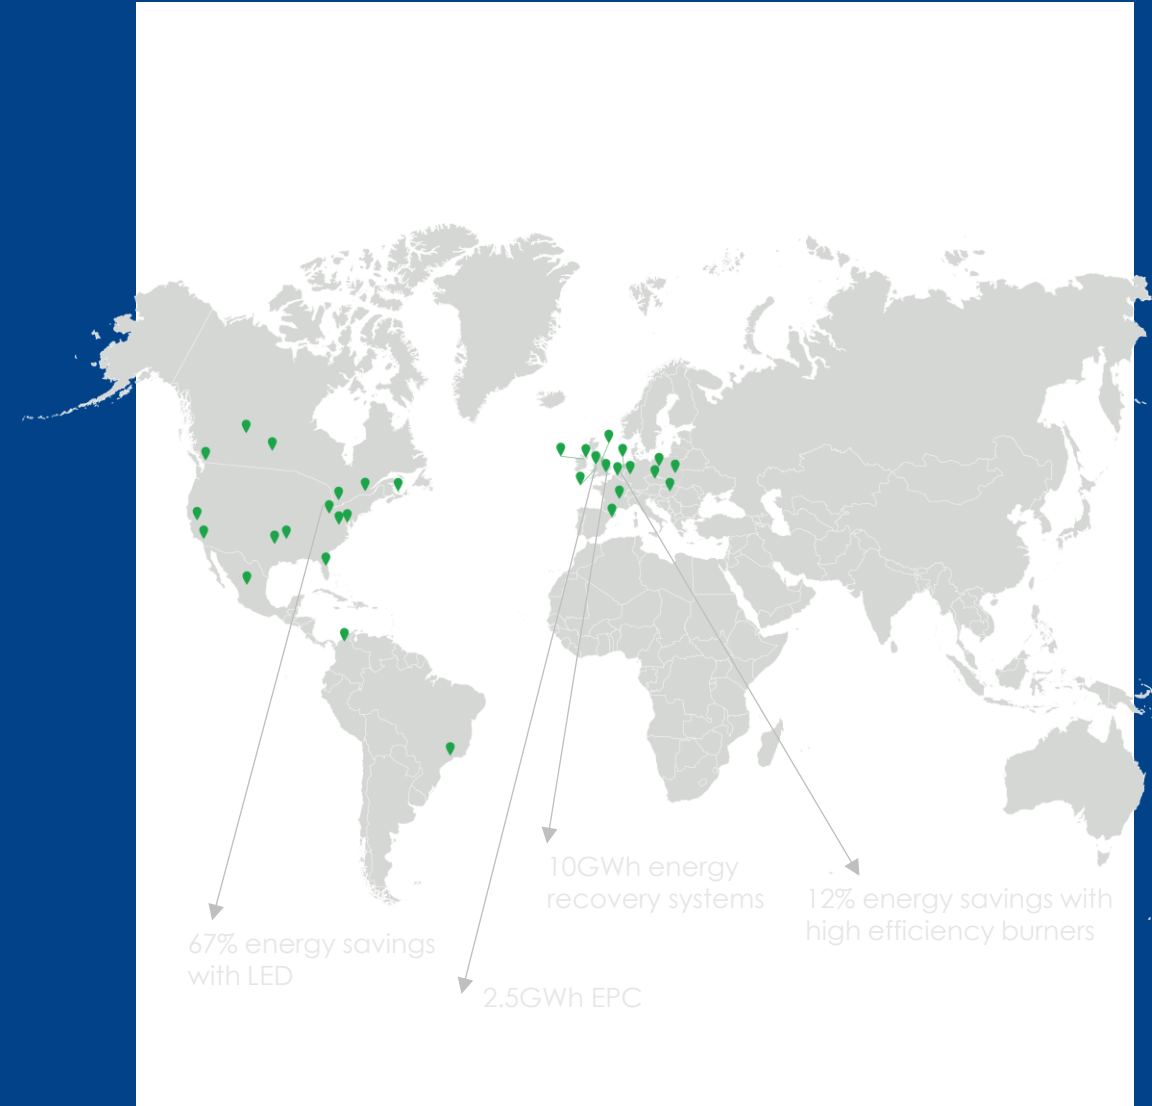 10GWh energy
recovery systems
12% energy savings with
high efficiency burners
67% energy savings
with LED
2.5GWh EPC